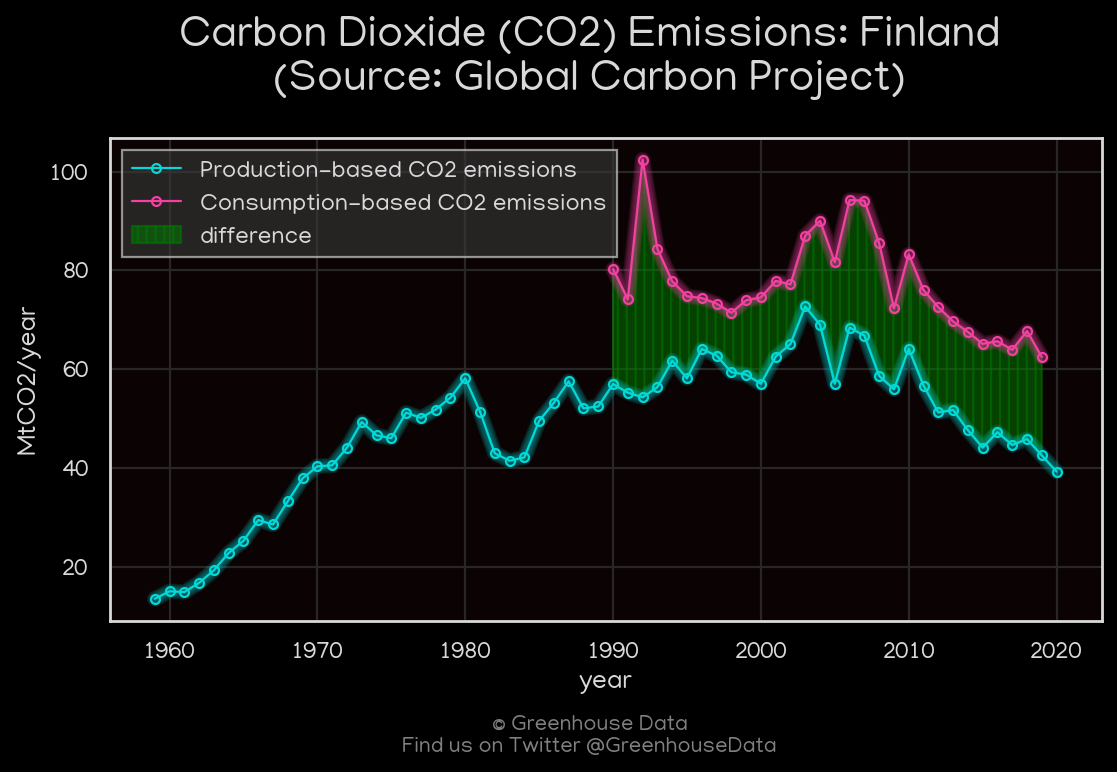 Carbon Dioxide (CO2) Emissions: Finland
(Source: Global Carbon Project)
Production-based CO2 emissions
Consumption-based CO2 emissions
difference
MtCO2/year
100
80
60
40
20
1960 1970 1980 1990 2000 2010 2020
year
© Greenhouse Data
Find us on Twitter @GreenhouseData